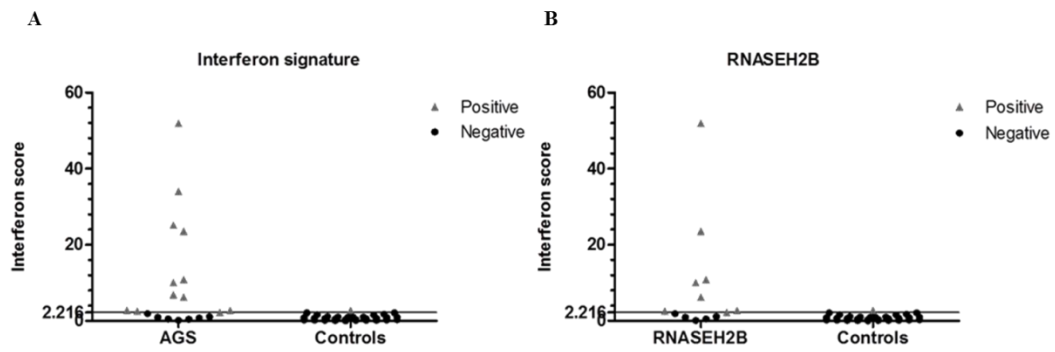 A
Interferon signature
Interferon score
60
40
20
2.216
0
AGS
Controls
Positive
Negative
B
RNASEH2B
Interferon score
60
40
20
2.216
0
RNASEH2B
Controls
Positive
Negative